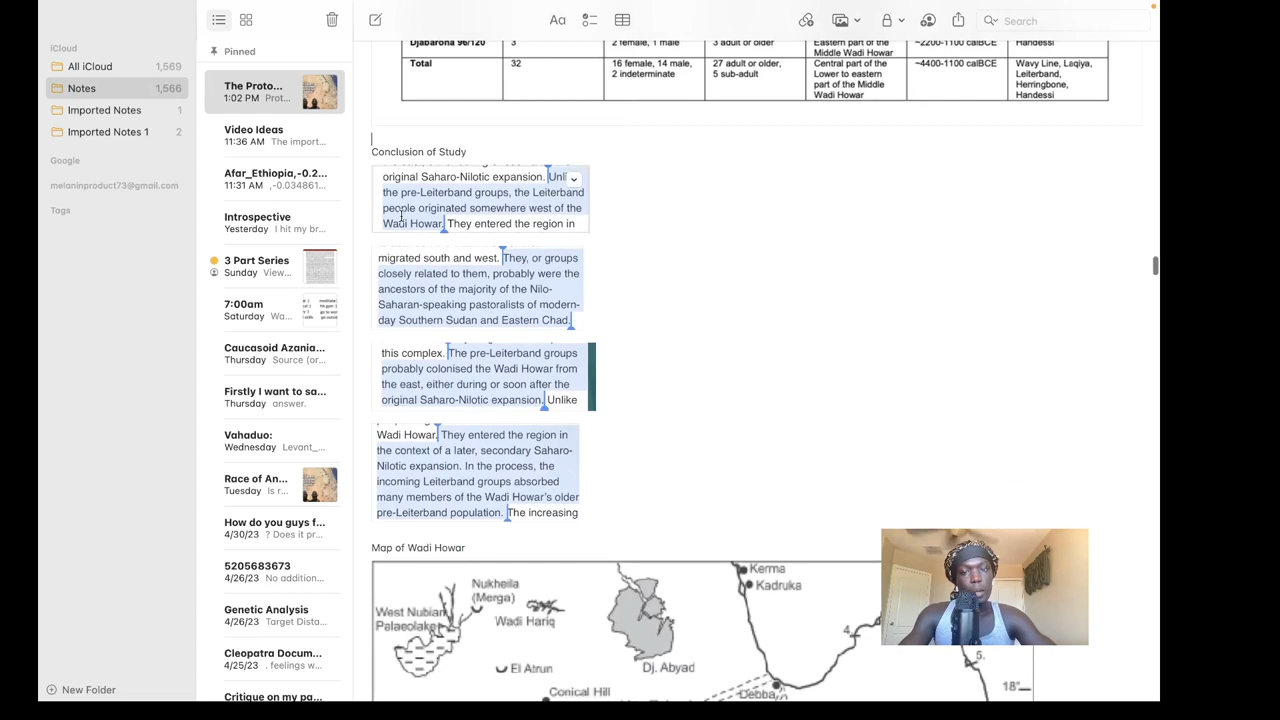 Aa
Search
iCloud
All iCloud 1,569
Notes 1,566
Imported Notes 1
Imported Notes 1 2
Google
melaninproduct73@gmail.com
Tags
New Folder
Pinned
The Proto...
1:02 PM Prot...
Video Ideas
11:36 AM The import...
Afar_Ethiopia,-0.2...
11:31 AM ,-0.034861...
Introspective
Yesterday I hit my br...
3 Part Series
Sunday View...
7:00am
Saturday Wa...
Caucasoid Azania...
Thursday Source (or...
Firstly I want to sa...
Thursday answer.
Vahaduo:
Wednesday Levant_...
Race of An...
Tuesday Is r...
How do you guys f...
4/30/23 ? Does it pr...
5205683673
4/26/23 No addition...
Genetic Analysis
4/26/23 Target Dista...
Cleopatra Docum...
4/25/23 . feelings w...
Critique on my pa...
Djabarona 96/120 3 2 female, 1 male 3 adult or older Eastern part of the Middle Wadi Howar ~2200-1100 calBCE Handessi
Total 32 16 female, 14 male, 2 indeterminate 27 adult or older, 5 sub-adult Central part of the Lower to eastern part of the Middle Wadi Howar ~4400-1100 calBCE Wavy Line, Laqiya, Leiterband, Herringbone, Handessi
Conclusion of Study
original Saharo-Nilotic expansion.
the pre-Leiterband groups, the Leiterband
people originated somewhere west of the
Wadi Howar. They entered the region in
migrated south and west. They, or groups
closely related to them, probably were the
ancestors of the majority of the Nilo-
Saharan-speaking pastoralists of modern-
day Southern Sudan and Eastern Chad.
this complex. The pre-Leiterband groups
probably colonised the Wadi Howar from
the east, either during or soon after the
original Saharo-Nilotic expansion. Unlike
Wadi Howar. They entered the region in
the context of a later, secondary Saharo-
Nilotic expansion. In the process, the
incoming Leiterband groups absorbed
many members of the Wadi Howar's older
pre-Leiterband population. The increasing
Map of Wadi Howar
Kerma
Kadruka
Nukheila
(Merga)
West Nubian
Palaeolake
Wadi Hariq
El Atrun
Dj. Abyad
4.
5.
18°
Conical Hill
Debba